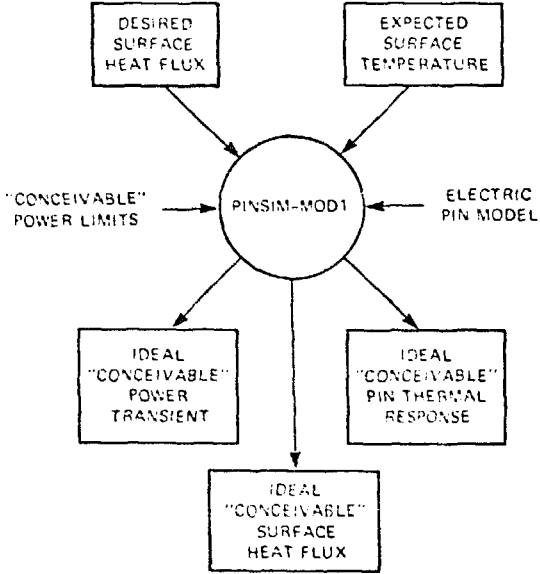 DESIRED
SURFACE
HEAT FLUX
EXPECTED
SURFACE
TEMPERATURE
"CONCEIVABLE"
POWER LIMITS
PINSIM-MOD1
ELECTRIC
PIN MODEL
IDEAL
"CONCEIVABLE"
POWER
TRANSIENT
IDEAL
"CONCEIVABLE"
PIN THERMAL
RESPONSE
IDEAL
"CONCEIVABLE"
SURFACE
HEAT FLUX